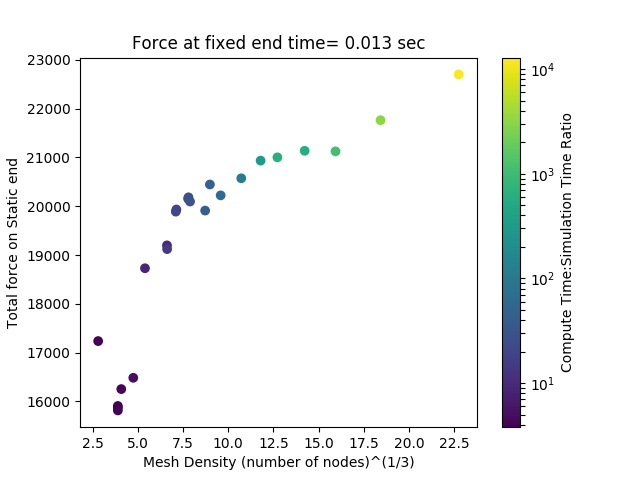 Force at fixed end time= 0.013 sec
Total force on Static end
23000
22000
21000
20000
19000
18000
17000
16000
2.5 5.0 7.5 10.0 12.5 15.0 17.5 20.0 22.5
Mesh Density (number of nodes)^(1/3)
10⁴
10³
10²
10¹
Compute Time:Simulation Time Ratio